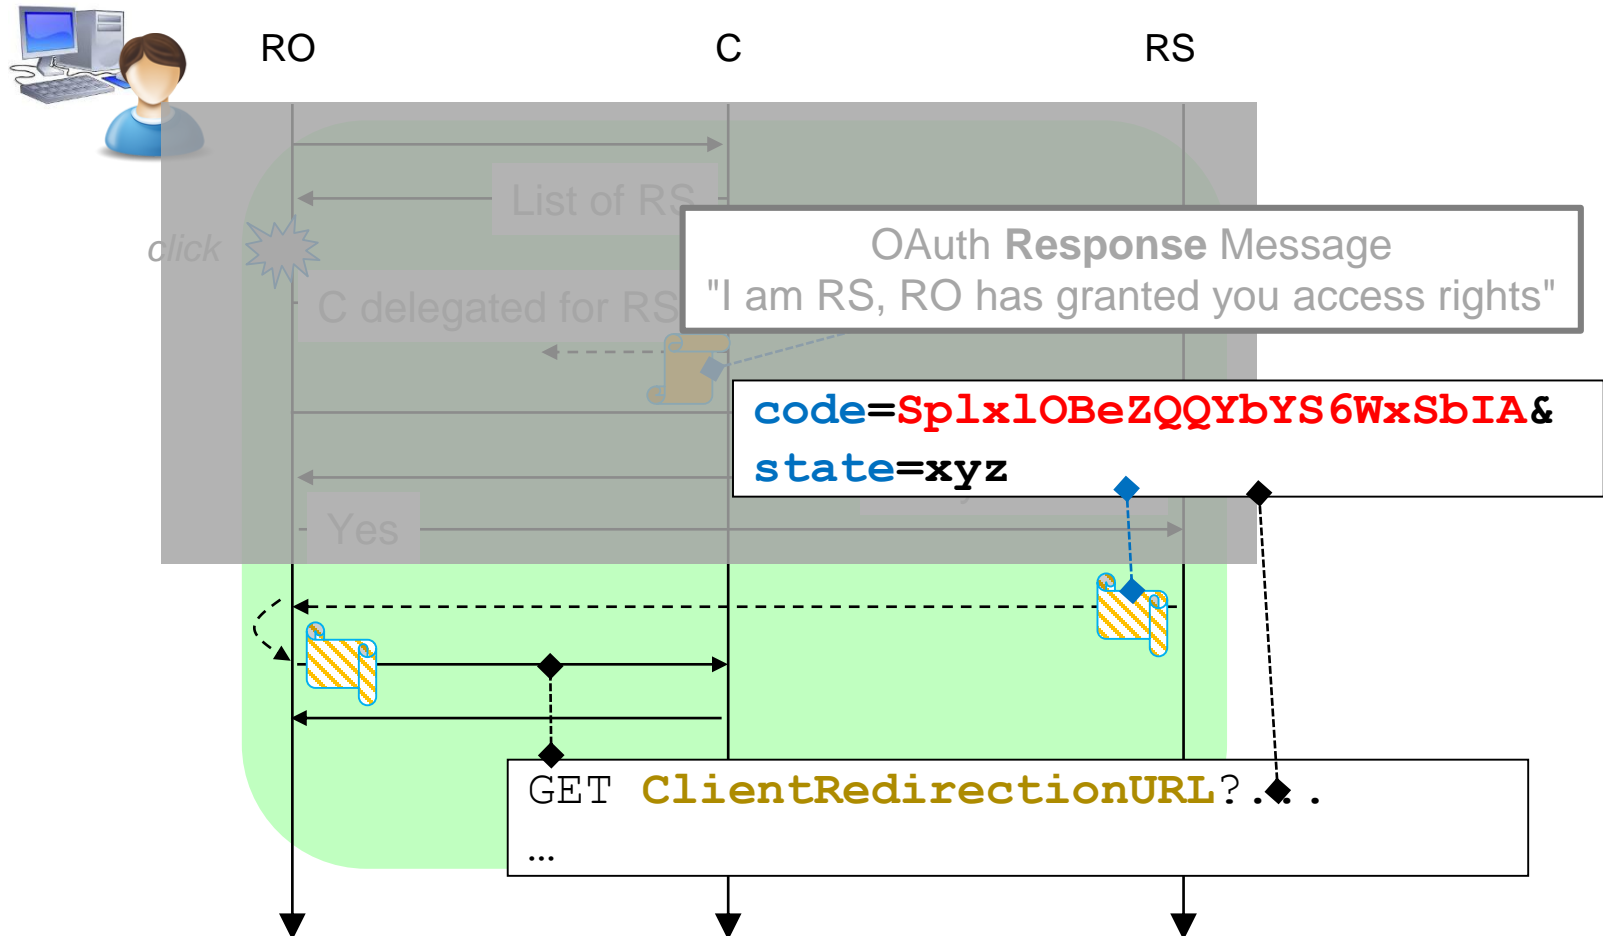 RO
C
RS
List of RS
click
OAuth Response Message
"I am RS, RO has granted you access rights"
C delegated for RS
code=SplxlOBeZQQYbYS6WxSbIA&
state=xyz
Yes
GET ClientRedirectionURL?...
…